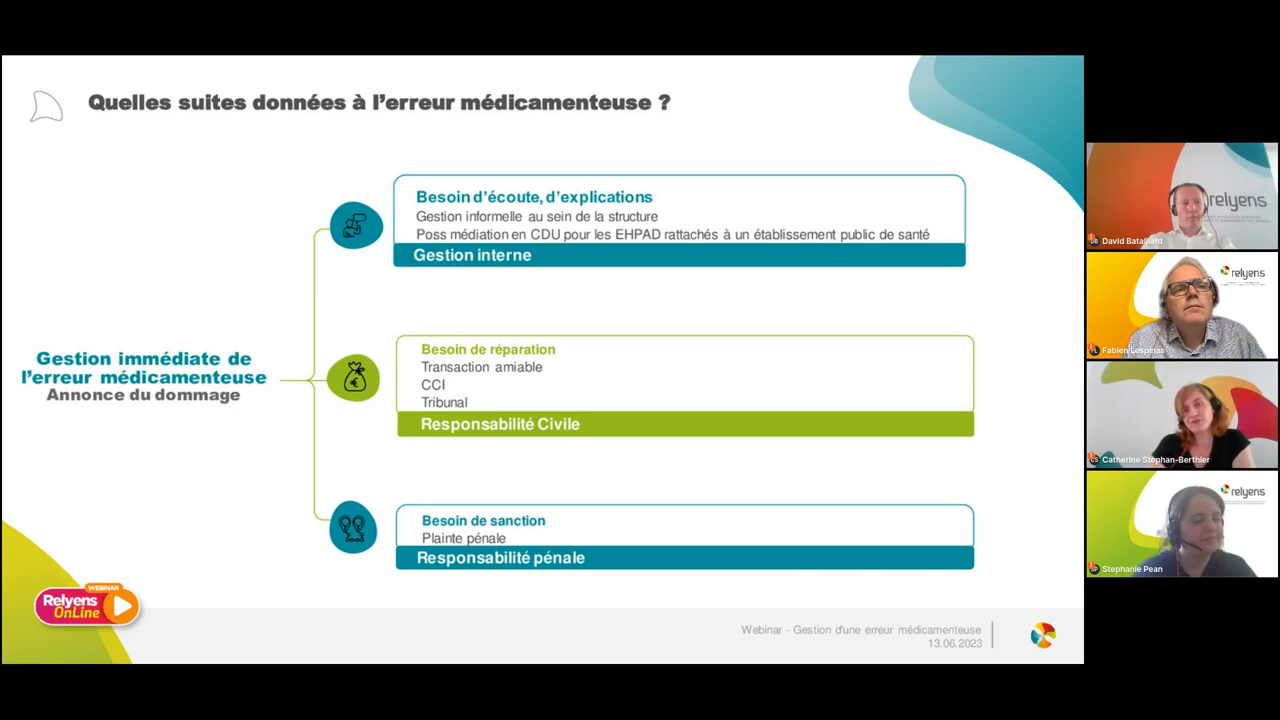 Quelles suites données à l'erreur médicamenteuse ?
Besoin d'écoute, d'explications
Gestion informelle au sein de la structure
Poss médiation en CDU pour les EHPAD rattachés à un établissement public de santé
Gestion interne
Gestion immédiate de
l'erreur médicamenteuse
Annonce du dommage
Besoin de réparation
Transaction amiable
CCI
Tribunal
Responsabilité Civile
Besoin de sanction
Plainte pénale
Responsabilité pénale
WEBINAR
Relyens
OnLine
Webinar - Gestion d'une erreur médicamenteuse
13.06.2023
relyens
David Bataillard
relyens
Fabien Lespinas
Catherine Stephan-Berthier
relyens
Stephanie Pean